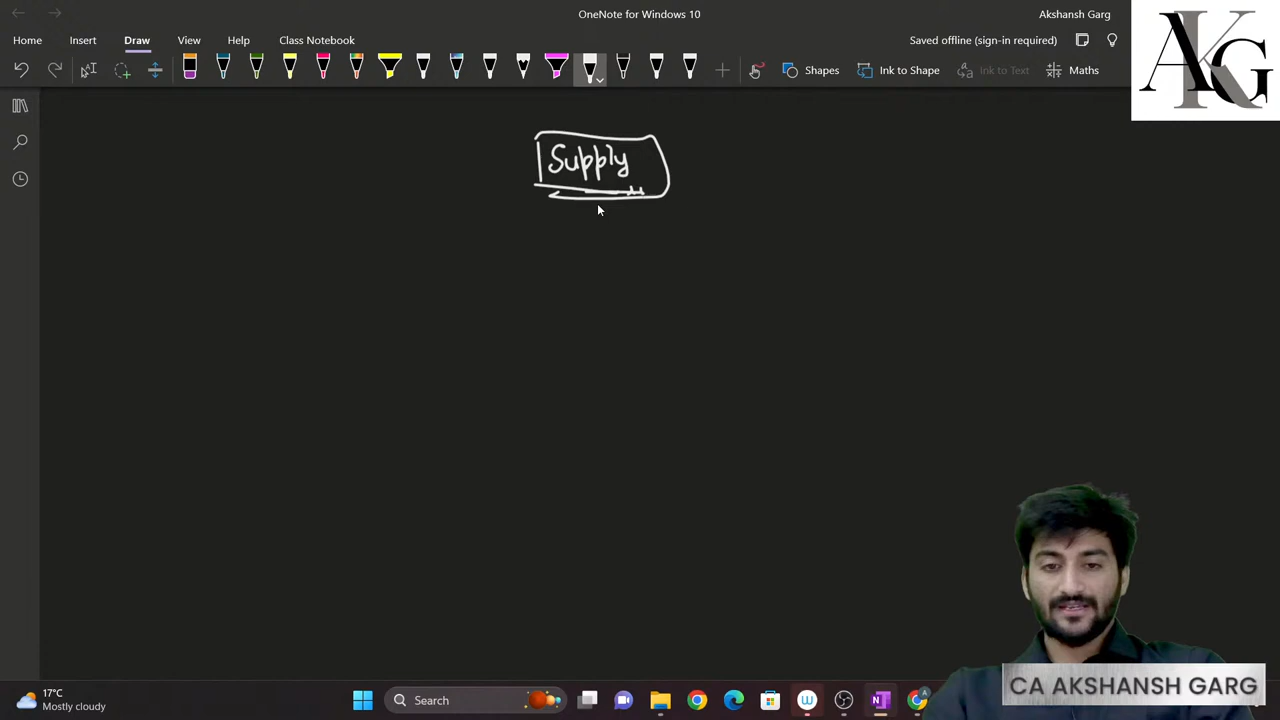 OneNote for Windows 10
Akshansh Garg
Home Insert Draw View Help Class Notebook
Saved offline (sign-in required)
Shapes
Ink to Shape
Ink to Text
Maths
AKG
Supply
CA AKSHANSH GARG
17°C
Mostly cloudy
Search